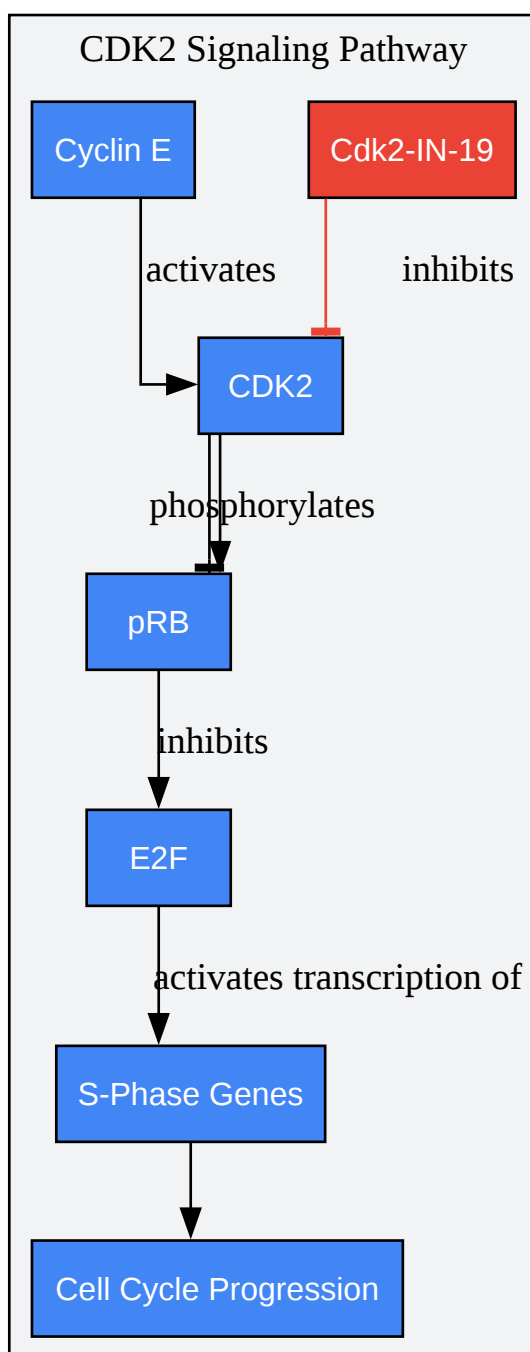 CDK2 Signaling Pathway
Cyclin E
Cdk2-IN-19
activates
inhibits
CDK2
phosphorylates
pRB
inhibits
E2F
activates transcription of
S-Phase Genes
Cell Cycle Progression